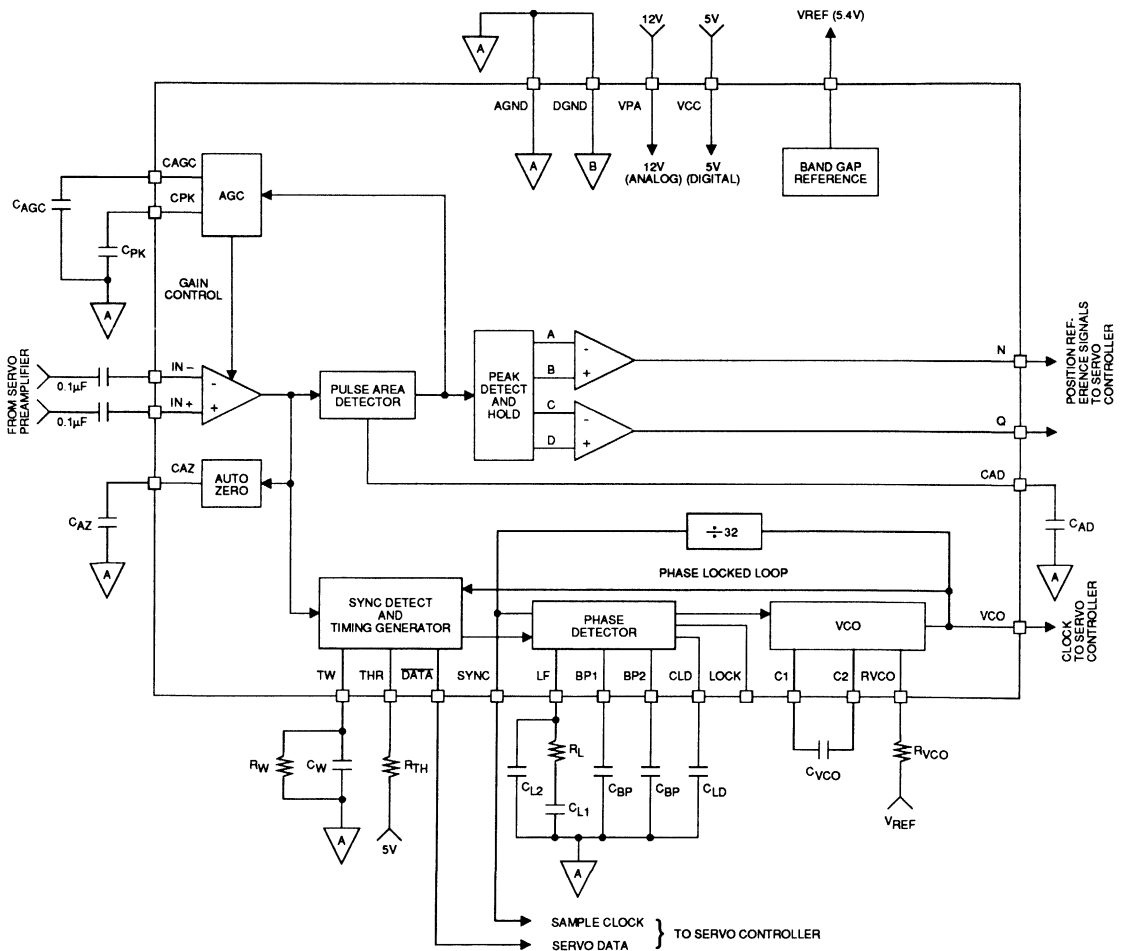 12V 5V VREF (5.4V)
A
AGND DGND VPA VCC
A B 12V 5V
(ANALOG) (DIGITAL)
BAND GAP
REFERENCE
CAGC
AGC
CAGC
CPK
CPK
A
GAIN
CONTROL
FROM SERVO
PREAMPLIFIER
0.1µF
IN –
-
+
0.1µF
IN +
PULSE AREA
DETECTOR
PEAK
DETECT
AND
HOLD
A
B
C
D
-
+
-
+
N
Q
POSITION REF-
ERENCE SIGNALS
TO SERVO
CONTROLLER
CAZ
AUTO
ZERO
CAZ
A
CAD
CAD
A
÷ 32
PHASE LOCKED LOOP
SYNC DETECT
AND
TIMING GENERATOR
PHASE
DETECTOR
VCO
VCO
CLOCK
TO SERVO
CONTROLLER
TW THR DATA SYNC LF BP1 BP2 CLD LOCK C1 C2 RVCO
RW CW RTH
A
5V
CL2 RL CL1 CBP CBP CLD
A
CVCO
RVCO
VREF
SAMPLE CLOCK
SERVO DATA
} TO SERVO CONTROLLER